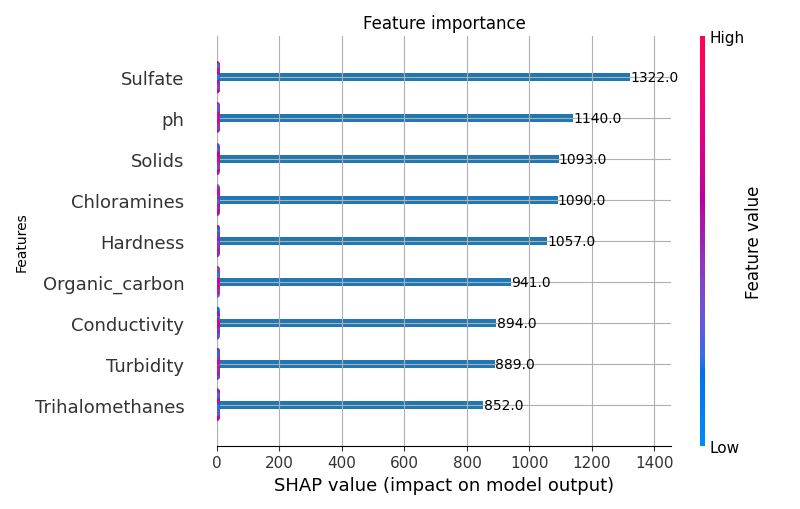 Feature importance
High
Sulfate 1322.0
ph 1140.0
Solids 1093.0
Chloramines 1090.0
Hardness 1057.0
Organic_carbon 941.0
Conductivity 894.0
Turbidity 889.0
Trihalomethanes 852.0
Features
Feature value
Low
0 200 400 600 800 1000 1200 1400
SHAP value (impact on model output)